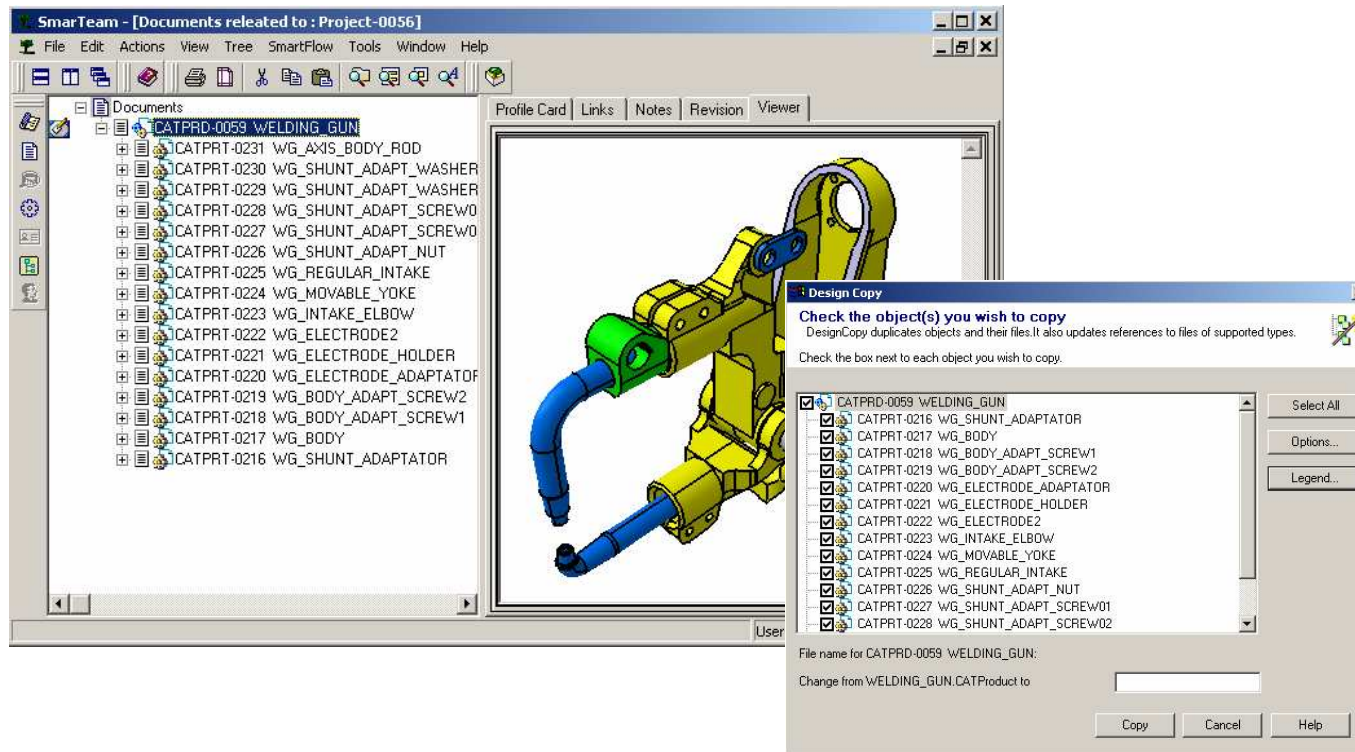 SmarTeam - [Documents releated to : Project-0056]
File Edit Actions View Tree SmartFlow Tools Window Help
Documents
CATPRD-0059 WELDING_GUN
CATPRT-0231 WG_AXIS_BODY_ROD
CATPRT-0230 WG_SHUNT_ADAPT_WASHER
CATPRT-0229 WG_SHUNT_ADAPT_WASHER
CATPRT-0228 WG_SHUNT_ADAPT_SCREW0
CATPRT-0227 WG_SHUNT_ADAPT_SCREW0
CATPRT-0226 WG_SHUNT_ADAPT_NUT
CATPRT-0225 WG_REGULAR_INTAKE
CATPRT-0224 WG_MOVABLE_YOKE
CATPRT-0223 WG_INTAKE_ELBOW
CATPRT-0222 WG_ELECTRODE2
CATPRT-0221 WG_ELECTRODE_HOLDER
CATPRT-0220 WG_ELECTRODE_ADAPTATOR
CATPRT-0219 WG_BODY_ADAPT_SCREW2
CATPRT-0218 WG_BODY_ADAPT_SCREW1
CATPRT-0217 WG_BODY
CATPRT-0216 WG_SHUNT_ADAPTATOR
Profile Card Links Notes Revision Viewer
User
Design Copy
Check the object(s) you wish to copy
DesignCopy duplicates objects and their files.It also updates references to files of supported types.
Check the box next to each object you wish to copy.
CATPRD-0059 WELDING_GUN
CATPRT-0216 WG_SHUNT_ADAPTATOR
CATPRT-0217 WG_BODY
CATPRT-0218 WG_BODY_ADAPT_SCREW1
CATPRT-0219 WG_BODY_ADAPT_SCREW2
CATPRT-0220 WG_ELECTRODE_ADAPTATOR
CATPRT-0221 WG_ELECTRODE_HOLDER
CATPRT-0222 WG_ELECTRODE2
CATPRT-0223 WG_INTAKE_ELBOW
CATPRT-0224 WG_MOVABLE_YOKE
CATPRT-0225 WG_REGULAR_INTAKE
CATPRT-0226 WG_SHUNT_ADAPT_NUT
CATPRT-0227 WG_SHUNT_ADAPT_SCREW01
CATPRT-0228 WG_SHUNT_ADAPT_SCREW02
Select All
Options...
Legend...
File name for CATPRD-0059 WELDING_GUN:
Change from WELDING_GUN.CATProduct to
Copy Cancel Help